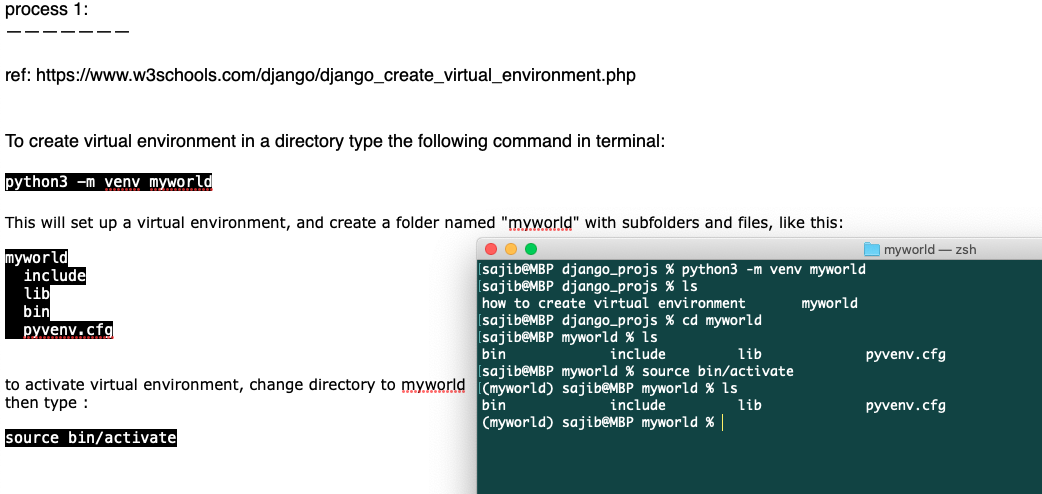 process 1:
———————
ref: https://www.w3schools.com/django/django_create_virtual_environment.php
To create virtual environment in a directory type the following command in terminal:
python3 -m venv myworld
This will set up a virtual environment, and create a folder named "myworld" with subfolders and files, like this:
myworld
  include
  lib
  bin
  pyvenv.cfg
to activate virtual environment, change directory to myworld
then type :
source bin/activate
myworld — zsh
[sajib@MBP django_projs % python3 -m venv myworld
[sajib@MBP django_projs % ls
how to create virtual environment       myworld
[sajib@MBP django_projs % cd myworld
[sajib@MBP myworld % ls
bin             include         lib             pyvenv.cfg
[sajib@MBP myworld % source bin/activate
(myworld) sajib@MBP myworld % ls
bin             include         lib             pyvenv.cfg
(myworld) sajib@MBP myworld %